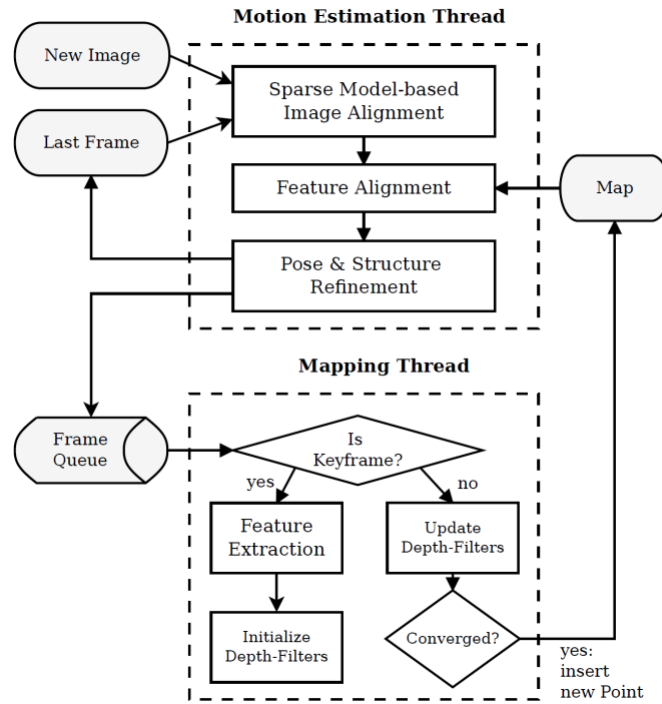 Motion Estimation Thread
New Image
Sparse Model-based
Image Alignment
Last Frame
Feature Alignment
Map
Pose & Structure
Refinement
Mapping Thread
Frame
Queue
Is
Keyframe?
yes
no
Feature
Extraction
Update
Depth-Filters
Initialize
Depth-Filters
Converged?
yes:
insert
new Point